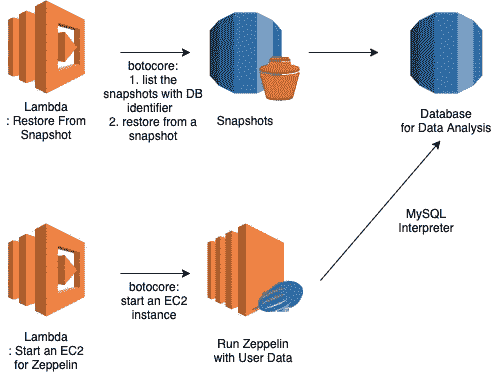 Lambda
: Restore From
Snapshot
botocore:
1. list the
snapshots with DB
identifier
2. restore from a
snapshot
Snapshots
Database
for Data Analysis
MySQL
Interpreter
Lambda
: Start an EC2
for Zeppelin
botocore:
start an EC2
instance
Run Zeppelin
with User Data